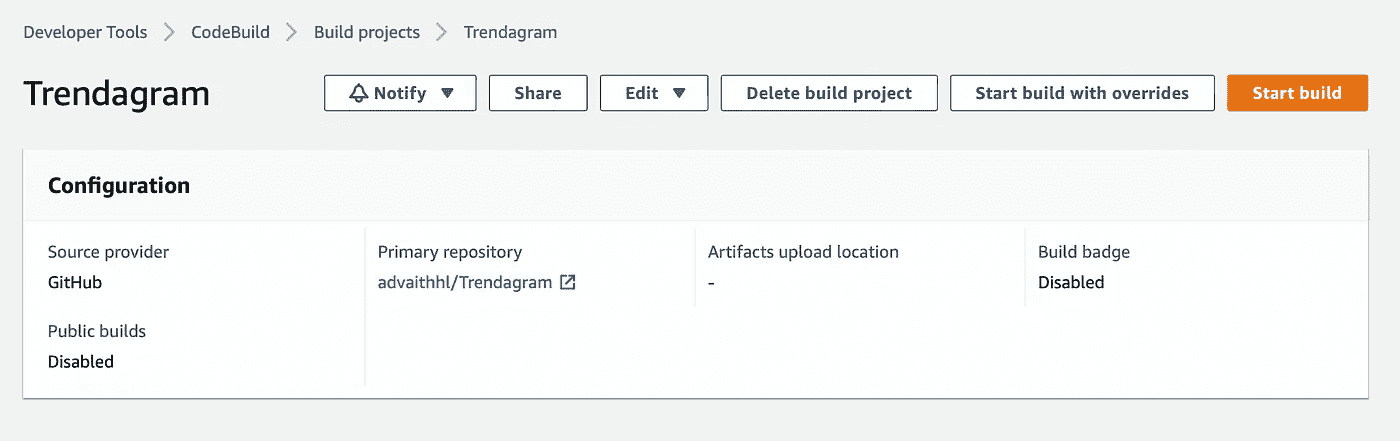 Developer Tools > CodeBuild > Build projects > Trendagram
Trendagram
Notify
Share
Edit
Delete build project
Start build with overrides
Start build
Configuration
Source provider
GitHub
Primary repository
advaithhl/Trendagram
Artifacts upload location
-
Build badge
Disabled
Public builds
Disabled